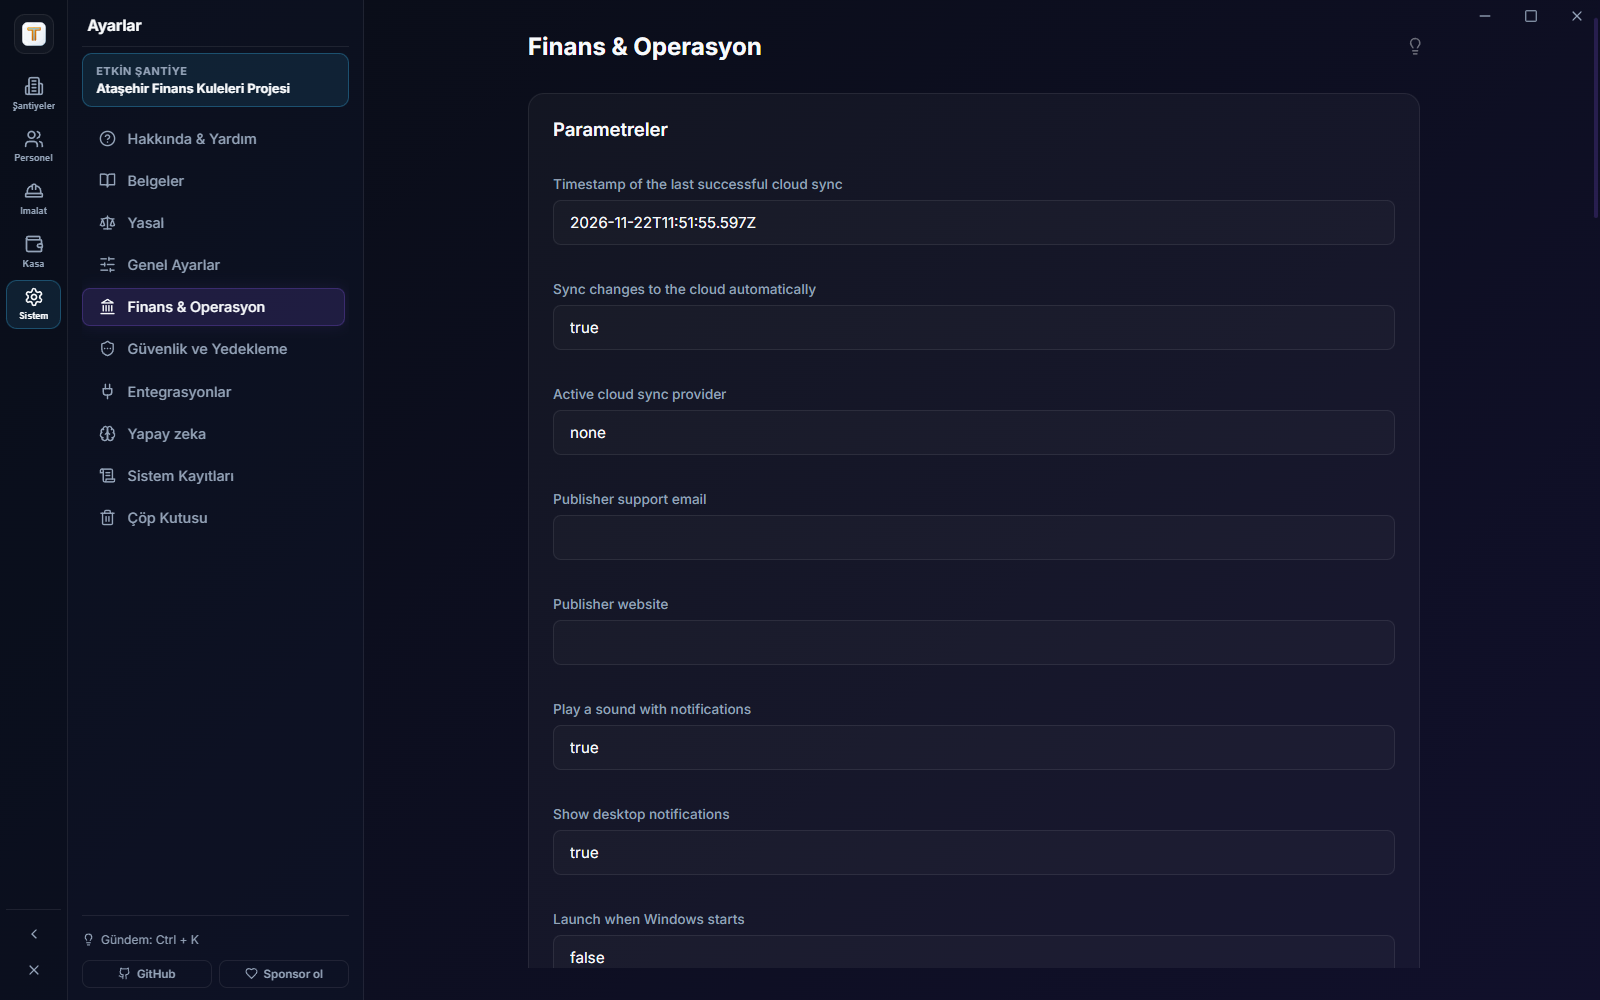 T
Şantiyeler
Personel
Imalat
Kasa
Sistem
Ayarlar
ETKİN ŞANTİYE
Ataşehir Finans Kuleleri Projesi
Hakkında & Yardım
Belgeler
Yasal
Genel Ayarlar
Finans & Operasyon
Güvenlik ve Yedekleme
Entegrasyonlar
Yapay zeka
Sistem Kayıtları
Çöp Kutusu
Gündem: Ctrl + K
GitHub
Sponsor ol
Finans & Operasyon
Parametreler
Timestamp of the last successful cloud sync
2026-11-22T11:51:55.597Z
Sync changes to the cloud automatically
true
Active cloud sync provider
none
Publisher support email
Publisher website
Play a sound with notifications
true
Show desktop notifications
true
Launch when Windows starts
false